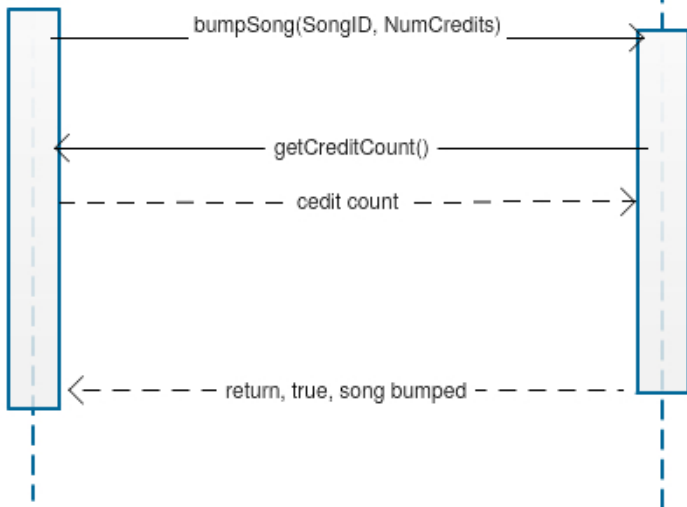 bumpSong(SongID, NumCredits)
getCreditCount()
cedit count
return, true, song bumped